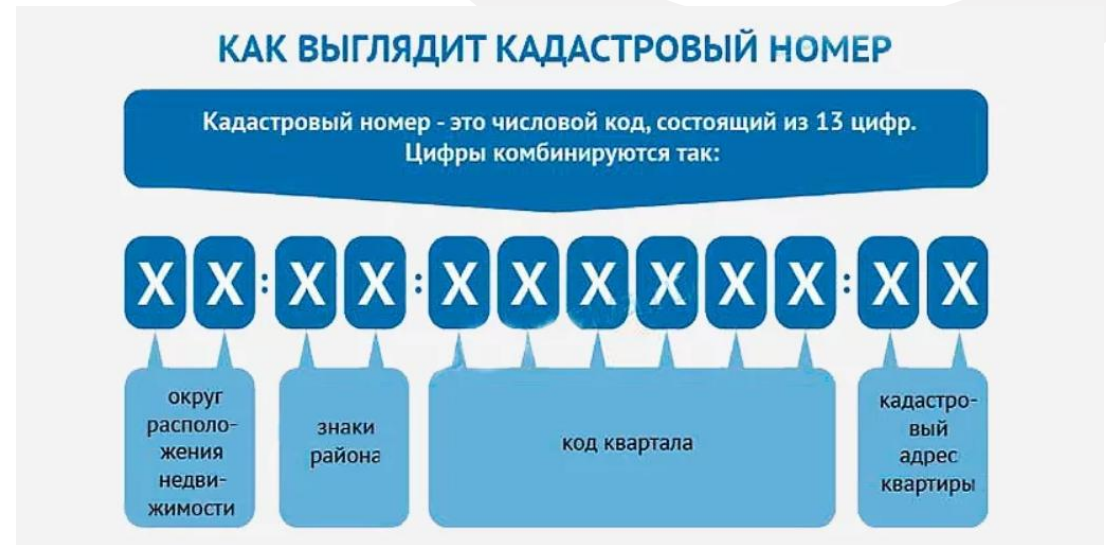 КАК ВЫГЛЯДИТ КАДАСТРОВЫЙ НОМЕР
Кадастровый номер - это числовой код, состоящий из 13 цифр.
Цифры комбинируются так:
X X : X X : X X X X X X : X X
округ
располо-
жения
недви-
жимости
знаки
района
код квартала
кадастро-
вый
адрес
квартиры